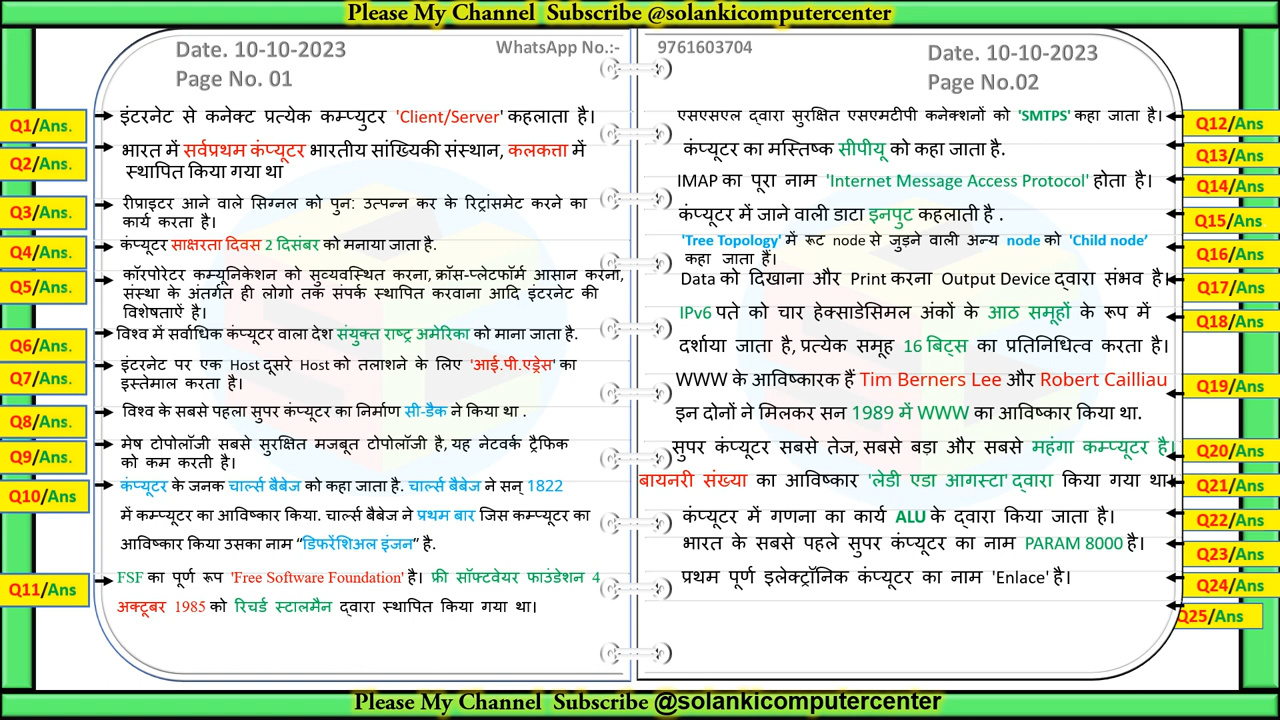 Please My Channel  Subscribe @solankicomputercenter
Date. 10-10-2023
Page No. 01
WhatsApp No.:-
Q1/Ans.
इंटरनेट से कनेक्ट प्रत्येक कम्प्युटर 'Client/Server' कहलाता है।
Q2/Ans.
भारत में सर्वप्रथम कंप्यूटर भारतीय सांख्यिकी संस्थान, कलकत्ता में
स्थापित किया गया था
Q3/Ans.
रीप्राइटर आने वाले सिग्नल को पुन: उत्पन्न कर के रिट्रांसमेट करने का
कार्य करता है।
Q4/Ans.
कंप्यूटर साक्षरता दिवस 2 दिसंबर को मनाया जाता है.
Q5/Ans.
कॉरपोरेटर कम्यूनिकेशन को सुव्यवस्थित करना, क्रॉस-प्लेटफॉर्म आसान करना,
संस्था के अंतर्गत ही लोगो तक संपर्क स्थापित करवाना आदि इंटरनेट की
विशेषताऐं है।
Q6/Ans.
विश्व में सर्वाधिक कंप्यूटर वाला देश संयुक्त राष्ट्र अमेरिका को माना जाता है.
Q7/Ans.
इंटरनेट पर एक Host दूसरे Host को तलाशने के लिए 'आई.पी.एड्रेस' का
इस्तेमाल करता है।
Q8/Ans.
विश्व के सबसे पहला सुपर कंप्यूटर का निर्माण सी-डैक ने किया था .
Q9/Ans.
मेष टोपोलॉजी सबसे सुरक्षित मजबूत टोपोलॉजी है, यह नेटवर्क ट्रैफिक
को कम करती है।
Q10/Ans
कंप्यूटर के जनक चार्ल्स बैबेज को कहा जाता है. चार्ल्स बैबेज ने सन् 1822
में कम्प्यूटर का आविष्कार किया. चार्ल्स बैबेज ने प्रथम बार जिस कम्प्यूटर का
आविष्कार किया उसका नाम “डिफरेंशिअल इंजन” है.
Q11/Ans
FSF का पूर्ण रूप 'Free Software Foundation' है। फ्री सॉफ्टवेयर फाउंडेशन 4
अक्टूबर 1985 को रिचर्ड स्टालमैन द्वारा स्थापित किया गया था।
9761603704
Date. 10-10-2023
Page No.02
एसएसएल द्वारा सुरक्षित एसएमटीपी कनेक्शनों को 'SMTPS' कहा जाता है।
Q12/Ans
कंप्यूटर का मस्तिष्क सीपीयू को कहा जाता है.
Q13/Ans
IMAP का पूरा नाम 'Internet Message Access Protocol' होता है।
Q14/Ans
कंप्यूटर में जाने वाली डाटा इनपुट कहलाती है .
Q15/Ans
'Tree Topology' में रूट node से जुड़ने वाली अन्य node को 'Child node’
कहा जाता हैं।
Q16/Ans
Data को दिखाना और Print करना Output Device द्वारा संभव है।
Q17/Ans
IPv6 पते को चार हेक्साडेसिमल अंकों के आठ समूहों के रूप में
Q18/Ans
दर्शाया जाता है, प्रत्येक समूह 16 बिट्स का प्रतिनिधित्व करता है।
WWW के आविष्कारक हैं Tim Berners Lee और Robert Cailliau
Q19/Ans
इन दोनों ने मिलकर सन 1989 में WWW का आविष्कार किया था.
सुपर कंप्यूटर सबसे तेज, सबसे बड़ा और सबसे महंगा कम्प्यूटर है।
Q20/Ans
बायनरी संख्या का आविष्कार 'लेडी एडा आगस्टा' द्वारा किया गया था
Q21/Ans
कंप्यूटर में गणना का कार्य ALU के द्वारा किया जाता है।
Q22/Ans
भारत के सबसे पहले सुपर कंप्यूटर का नाम PARAM 8000 है।
Q23/Ans
प्रथम पूर्ण इलेक्ट्रॉनिक कंप्यूटर का नाम 'Enlace' है।
Q24/Ans
Q25/Ans
Please My Channel  Subscribe @solankicomputercenter